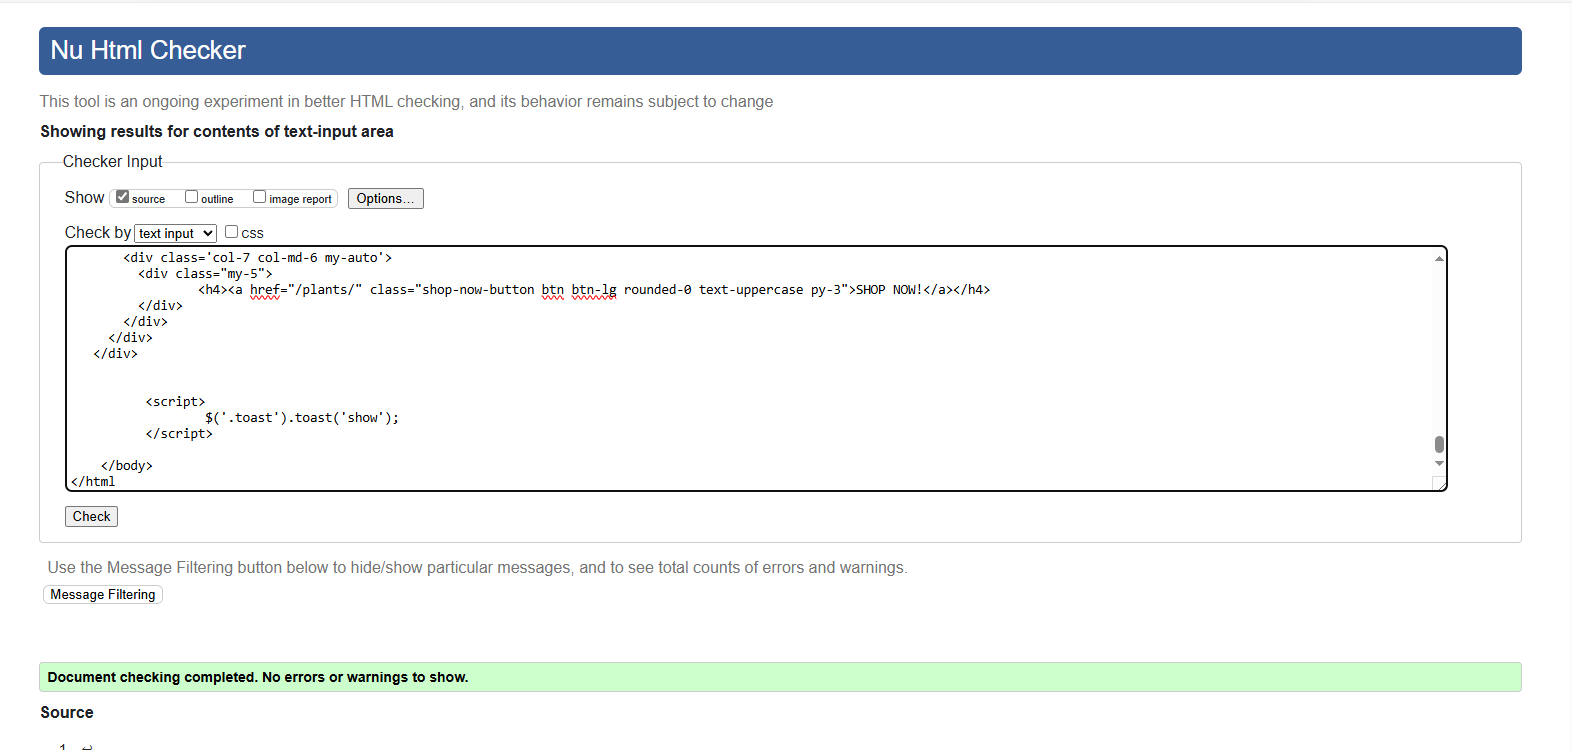 Nu Html Checker
This tool is an ongoing experiment in better HTML checking, and its behavior remains subject to change
Showing results for contents of text-input area
Checker Input
Show source outline image report Options...
Check by text input css
<div class='col-7 col-md-6 my-auto'>
<div class="my-5">
<h4><a href="/plants/" class="shop-now-button btn btn-lg rounded-0 text-uppercase py-3">SHOP NOW!</a></h4>
</div>
</div>
</div>
</div>
<script>
$('.toast').toast('show');
</script>
</body>
</html
Check
Use the Message Filtering button below to hide/show particular messages, and to see total counts of errors and warnings.
Message Filtering
Document checking completed. No errors or warnings to show.
Source
1. ↩